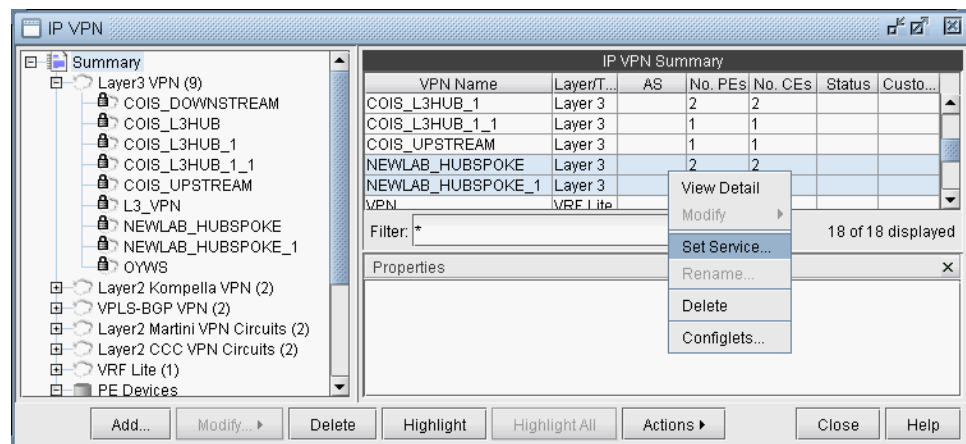 IP VPN
Summary
Layer3 VPN (9)
COIS_DOWNSTREAM
COIS_L3HUB
COIS_L3HUB_1
COIS_L3HUB_1_1
COIS_UPSTREAM
L3_VPN
NEWLAB_HUBSPOKE
NEWLAB_HUBSPOKE_1
OYWS
Layer2 Kompella VPN (2)
VPLS-BGP VPN (2)
Layer2 Martini VPN Circuits (2)
Layer2 CCC VPN Circuits (2)
VRF Lite (1)
PE Devices
IP VPN Summary
VPN Name Layer/T... AS No. PEs No. CEs Status Custo...
COIS_L3HUB_1 Layer 3 2 2
COIS_L3HUB_1_1 Layer 3 1 1
COIS_UPSTREAM Layer 3 1 1
NEWLAB_HUBSPOKE Layer 3 2 2
NEWLAB_HUBSPOKE_1 Layer 3
VPN VRF Lite
Filter: * 18 of 18 displayed
Properties
View Detail
Modify
Set Service...
Rename...
Delete
Configlets...
Add... Modify... Delete Highlight Highlight All Actions Close Help